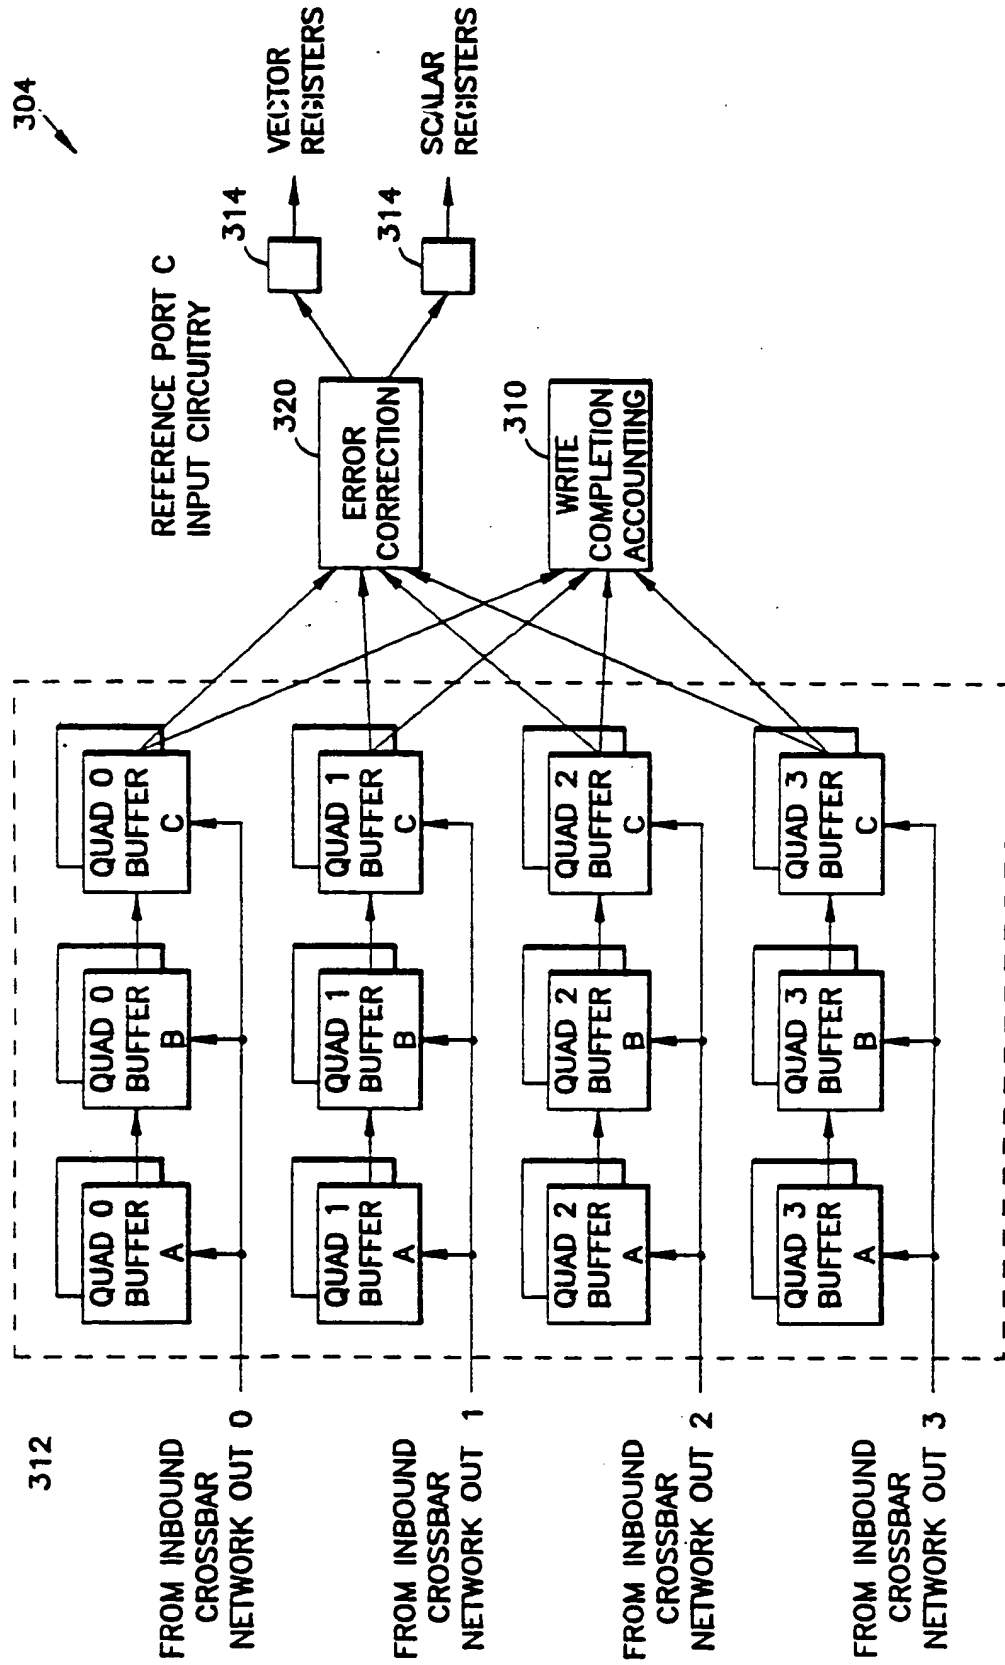 304
REFERENCE PORT C
INPUT CIRCUITRY
312
FROM INBOUND
CROSSBAR
NETWORK OUT 0
QUAD 0
BUFFER
A
QUAD 0
BUFFER
B
QUAD 0
BUFFER
C
FROM INBOUND
CROSSBAR
NETWORK OUT 1
QUAD 1
BUFFER
A
QUAD 1
BUFFER
B
QUAD 1
BUFFER
C
FROM INBOUND
CROSSBAR
NETWORK OUT 2
QUAD 2
BUFFER
A
QUAD 2
BUFFER
B
QUAD 2
BUFFER
C
FROM INBOUND
CROSSBAR
NETWORK OUT 3
QUAD 3
BUFFER
A
QUAD 3
BUFFER
B
QUAD 3
BUFFER
C
320
ERROR
CORRECTION
310
WRITE
COMPLETION
ACCOUNTING
314
VECTOR
REGISTERS
314
SCALAR
REGISTERS